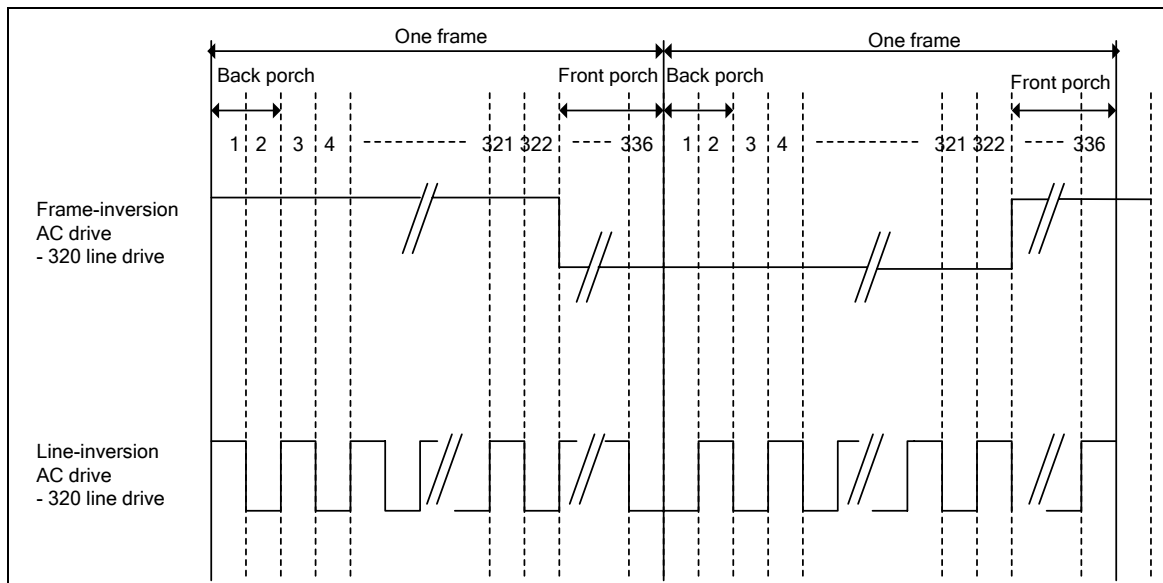 One frame One frame
Back porch Front porch Back porch Front porch
1 2 3 4 321 322 336 1 2 3 4 321 322 336
Frame-inversion
AC drive
- 320 line drive
Line-inversion
AC drive
- 320 line drive